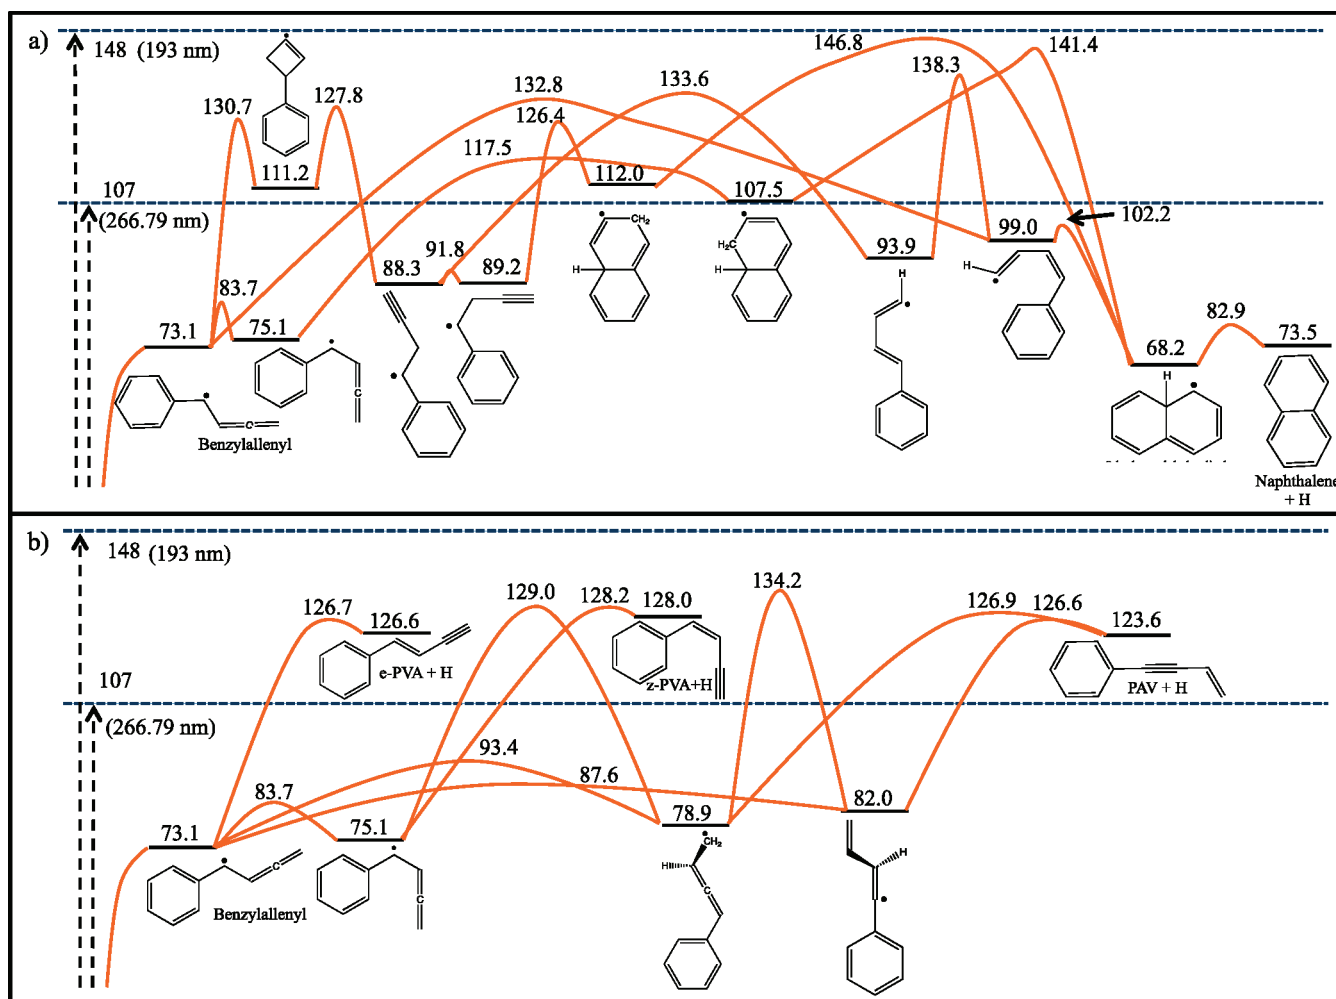 a)
148 (193 nm)
146.8
141.4
130.7
127.8
132.8
133.6
138.3
126.4
117.5
111.2
112.0
107
107.5
(266.79 nm)
102.2
CH2
H
H2C
H
99.0
93.9
91.8
88.3
89.2
H
H
83.7
82.9
73.1
75.1
68.2
73.5
H
C
C
Benzylallenyl
Naphthalene
+ H
b)
148 (193 nm)
134.2
129.0
128.2
128.0
126.7
126.6
126.9
126.6
123.6
e-PVA + H
z-PVA+H
PAV + H
107
(266.79 nm)
93.4
87.6
83.7
82.0
78.9
73.1
75.1
CH2
H
H
C
C
C
Benzylallenyl